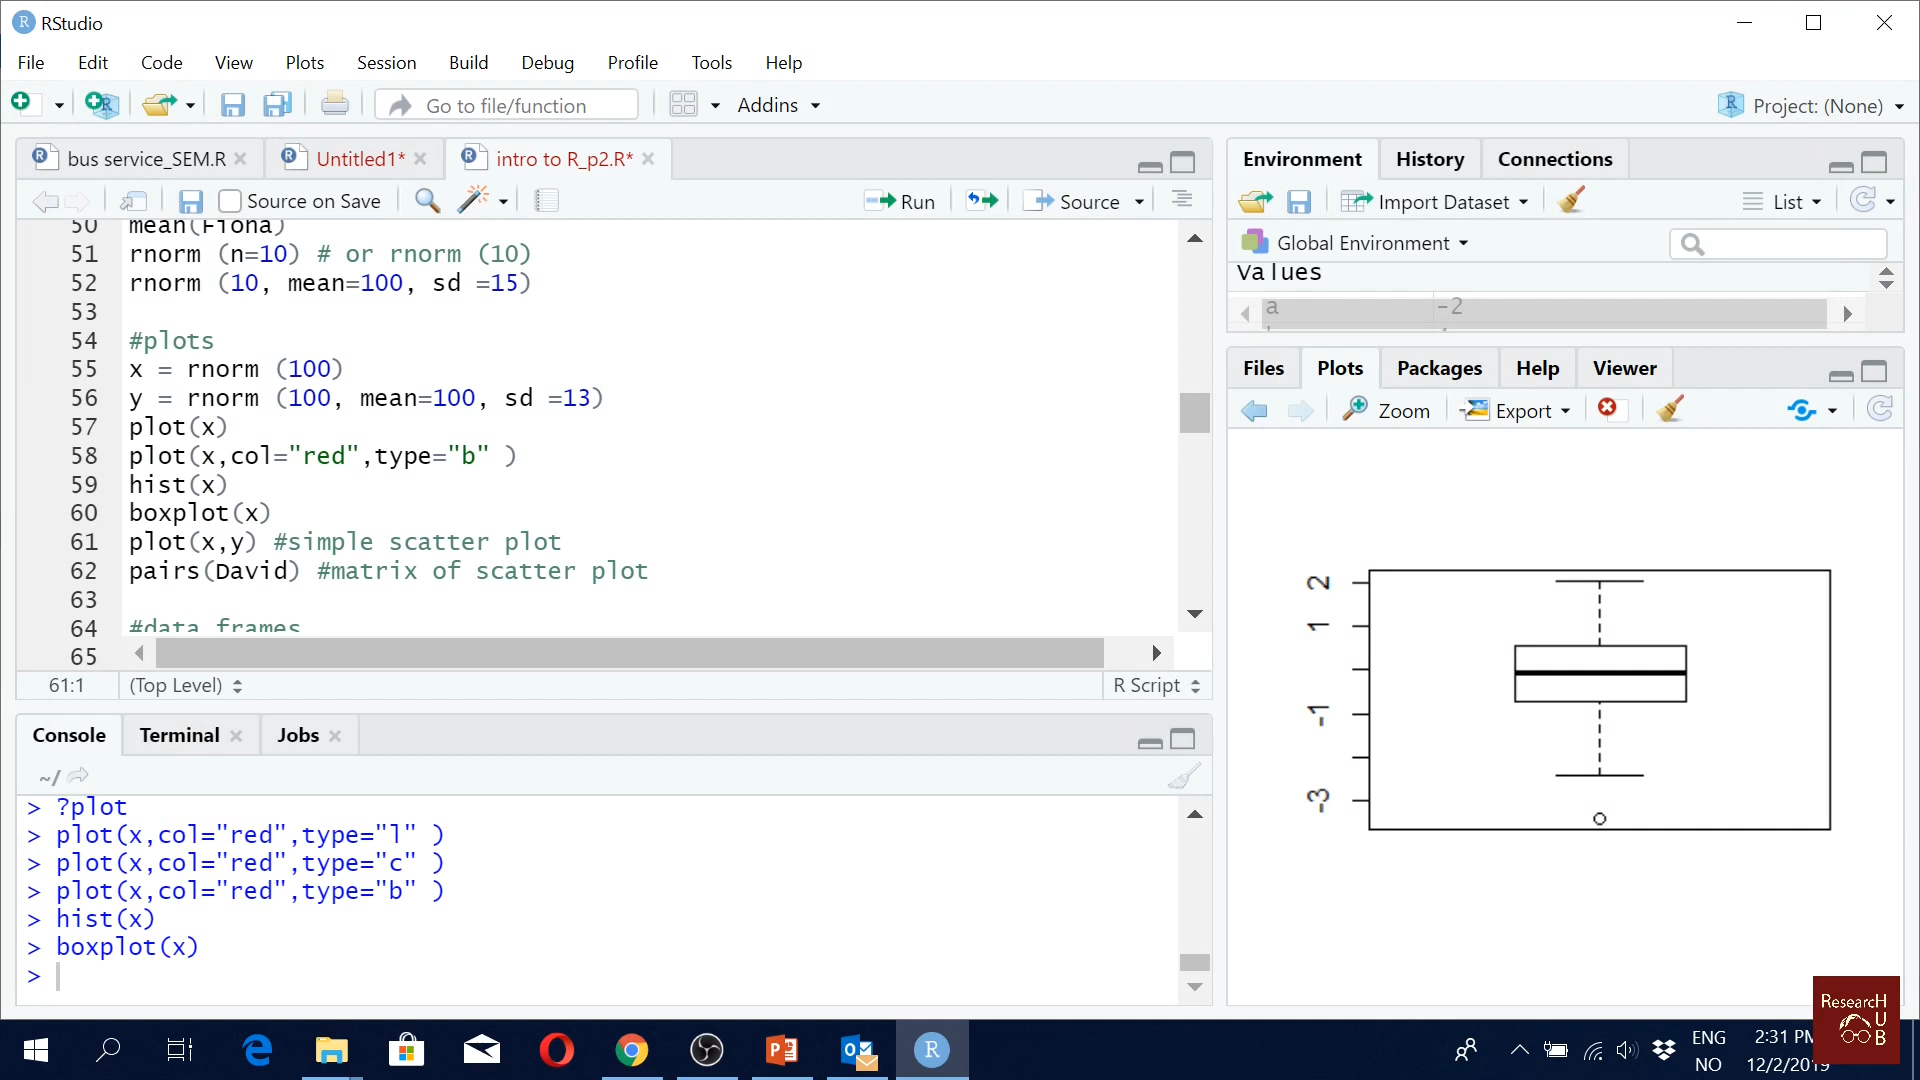 RStudio
File Edit Code View Plots Session Build Debug Profile Tools Help
Go to file/function Addins Project: (None)
bus service_SEM.R Untitled1* intro to R_p2.R*
Source on Save Run Source
50 mean(Fiona)
51 rnorm (n=10) # or rnorm (10)
52 rnorm (10, mean=100, sd =15)
53
54 #plots
55 x = rnorm (100)
56 y = rnorm (100, mean=100, sd =13)
57 plot(x)
58 plot(x,col="red",type="b" )
59 hist(x)
60 boxplot(x)
61 plot(x,y) #simple scatter plot
62 pairs(David) #matrix of scatter plot
63
64 #data frames
65
61:1 (Top Level) R Script
Console Terminal Jobs
~/
> ?plot
> plot(x,col="red",type="l" )
> plot(x,col="red",type="c" )
> plot(x,col="red",type="b" )
> hist(x)
> boxplot(x)
>
Environment History Connections
Import Dataset List
Global Environment
Values
a -2
Files Plots Packages Help Viewer
Zoom Export
2
1
-1
-3
ResearcH
U
B
ENG 2:31 PM
NO 12/2/2019